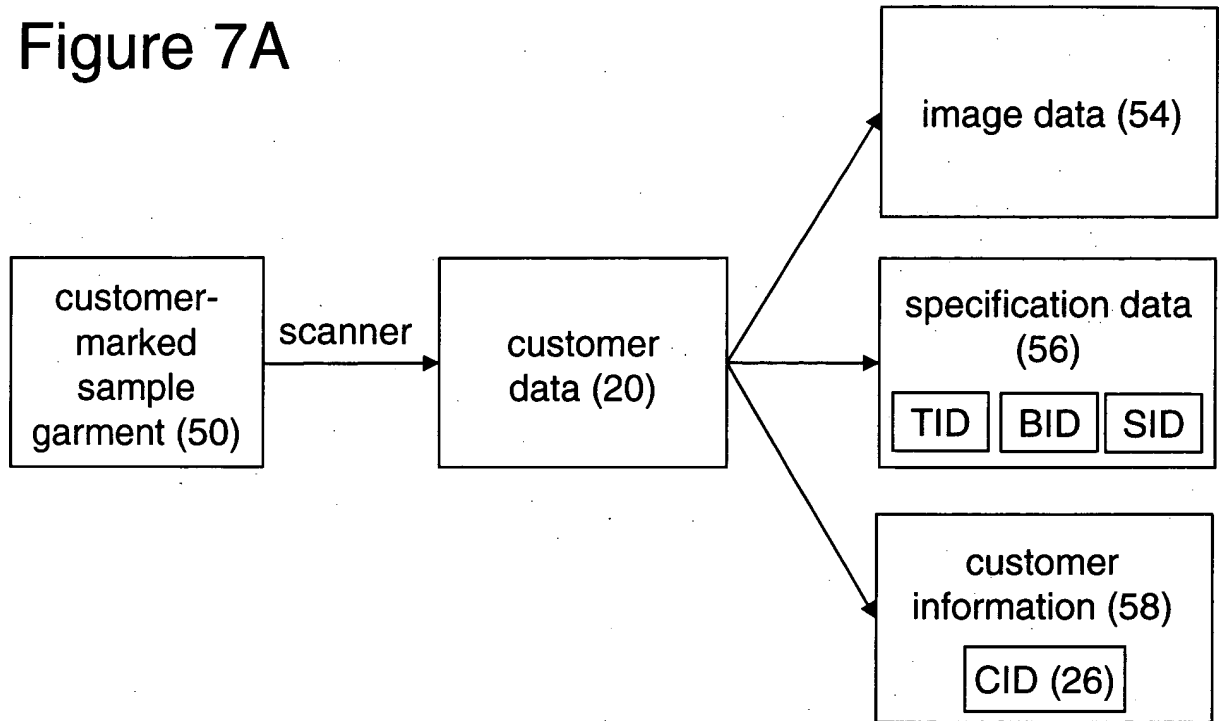 Figure 7A
image data (54)
customer-
marked
sample
garment (50)
scanner
customer
data (20)
specification data
(56)
TID
BID
SID
customer
information (58)
CID (26)